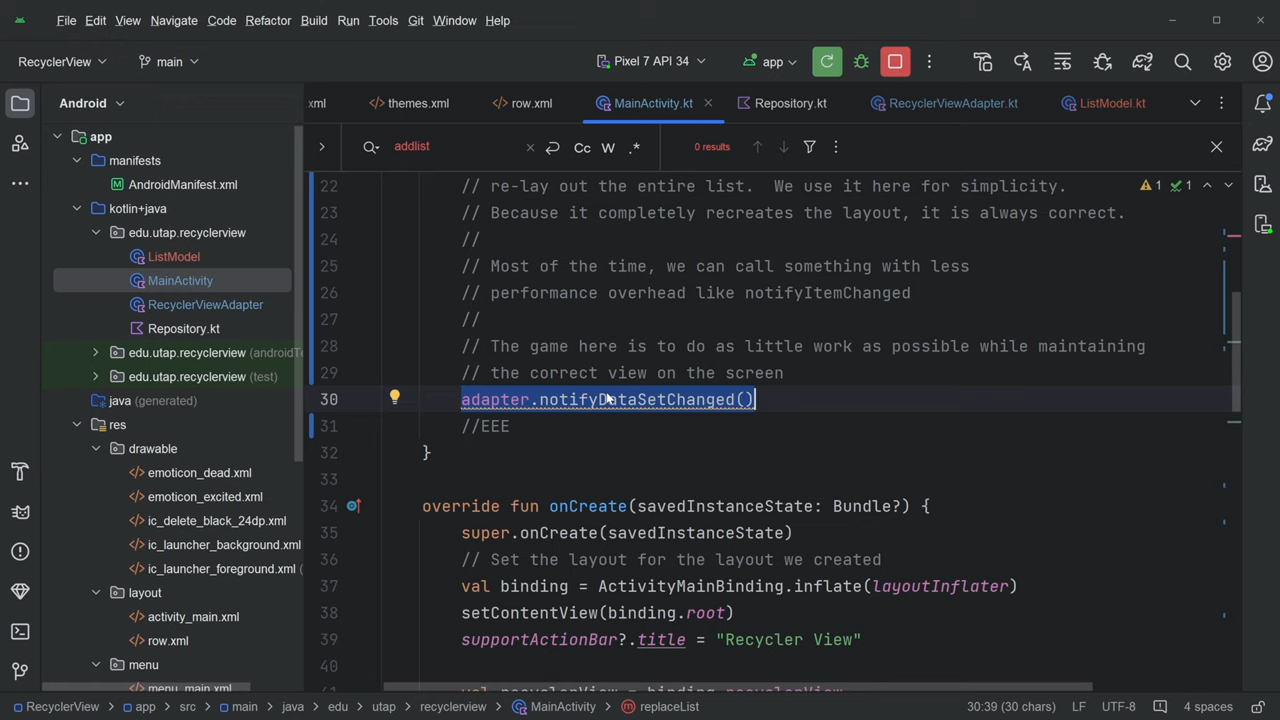 File Edit View Navigate Code Refactor Build Run Tools Git Window Help
RecyclerView main Pixel 7 API 34 app
Android
xml themes.xml row.xml MainActivity.kt Repository.kt RecyclerViewAdapter.kt ListModel.kt
addlist Cc W .* 0 results
app
manifests
AndroidManifest.xml
kotlin+java
edu.utap.recyclerview
ListModel
MainActivity
RecyclerViewAdapter
Repository.kt
edu.utap.recyclerview (androidTe
edu.utap.recyclerview (test)
java (generated)
res
drawable
emoticon_dead.xml
emoticon_excited.xml
ic_delete_black_24dp.xml
ic_launcher_background.xml
ic_launcher_foreground.xml
layout
activity_main.xml
row.xml
menu
menu_main.xml
1 1
22 // re-lay out the entire list.  We use it here for simplicity.
23 // Because it completely recreates the layout, it is always correct.
24 //
25 // Most of the time, we can call something with less
26 // performance overhead like notifyItemChanged
27 //
28 // The game here is to do as little work as possible while maintaining
29 // the correct view on the screen
30 adapter.notifyDataSetChanged()
31 //EEE
32 }
33
34 override fun onCreate(savedInstanceState: Bundle?) {
35 super.onCreate(savedInstanceState)
36 // Set the layout for the layout we created
37 val binding = ActivityMainBinding.inflate(layoutInflater)
38 setContentView(binding.root)
39 supportActionBar?.title = "Recycler View"
40
41 val recyclerView = binding.recyclerView
RecyclerView > app > src > main > java > edu > utap > recyclerview > MainActivity > replaceList 30:39 (30 chars) LF UTF-8 4 spaces